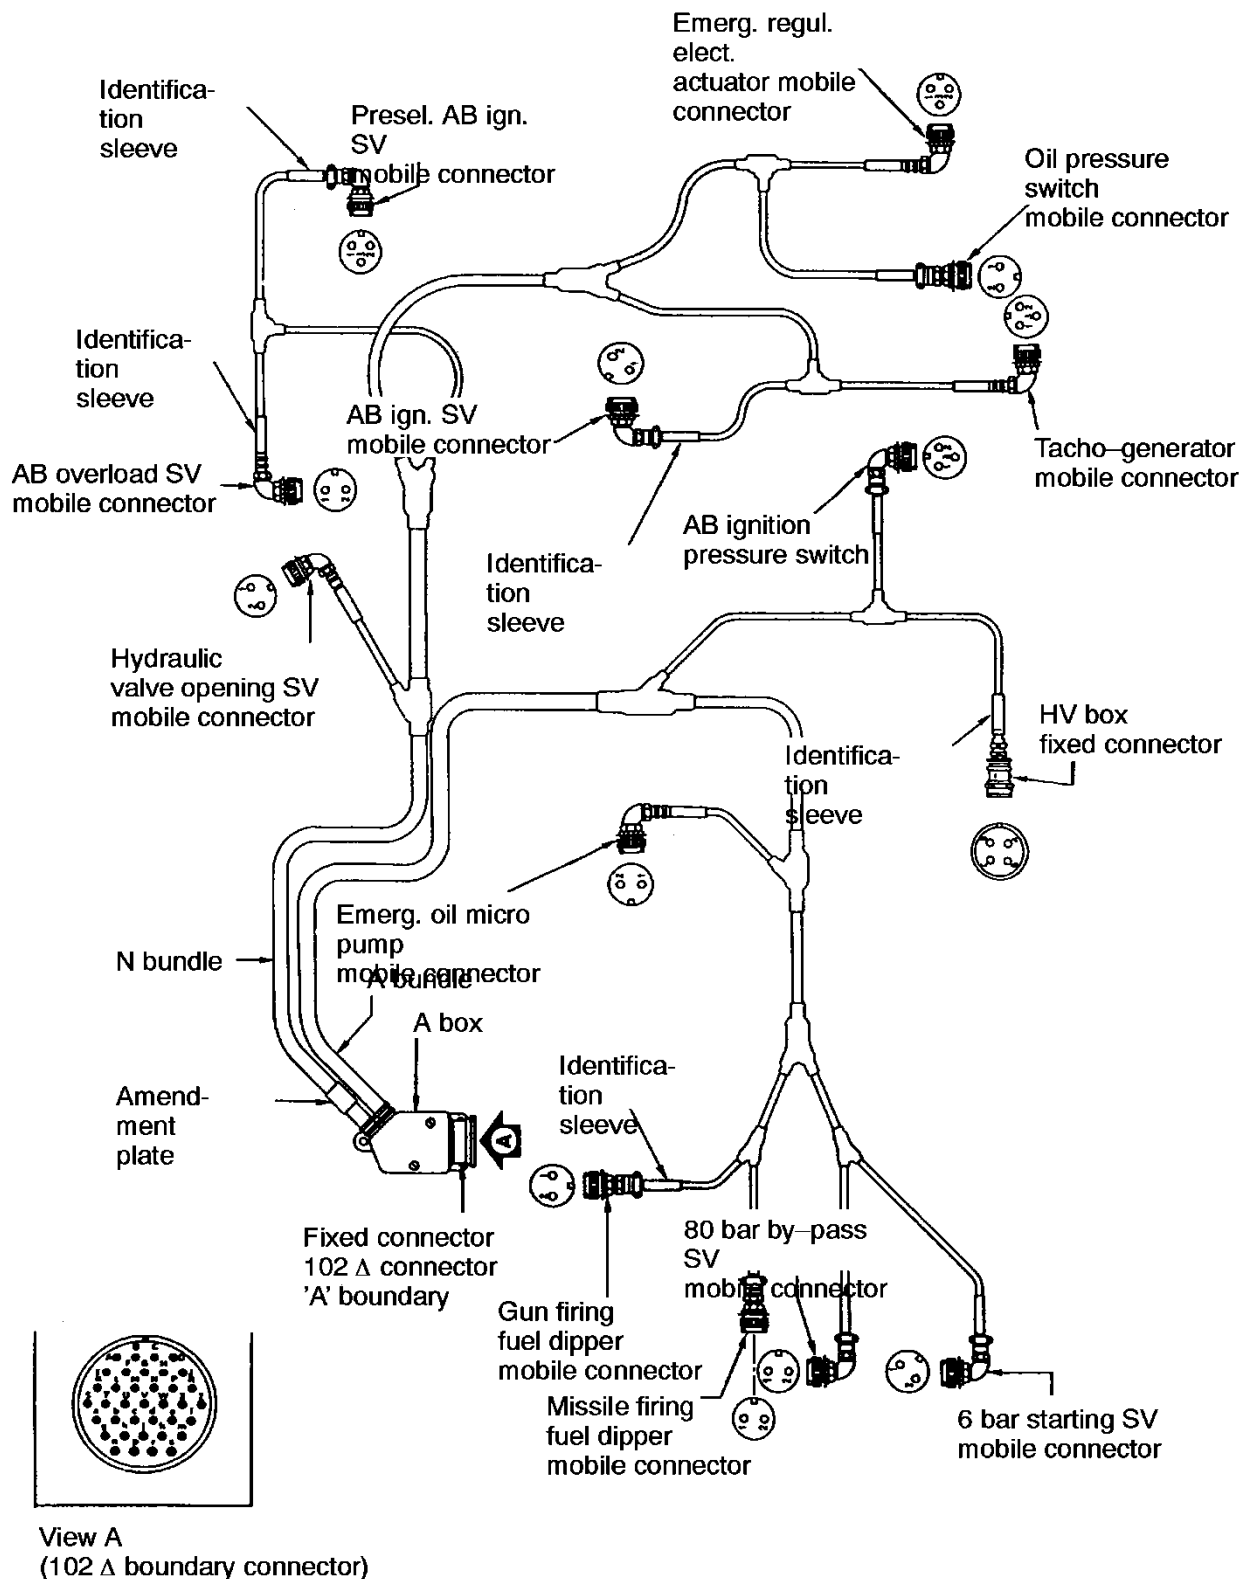 Emerg. regul.
elect.
actuator mobile
connector
Identifica-
tion
sleeve
Presel. AB ign.
SV
mobile connector
Oil pressure
switch
mobile connector
Identifica-
tion
sleeve
AB ign. SV
mobile connector
Tacho–generator
mobile connector
AB overload SV
mobile connector
AB ignition
pressure switch
Identifica-
tion
sleeve
Hydraulic
valve opening SV
mobile connector
HV box
fixed connector
Identifica-
tion
sleeve
Emerg. oil micro
pump
mobile connector
N bundle
A bundle
A box
Identifica-
tion
sleeve
Amend-
ment
plate
A
Fixed connector
102 Δ connector
'A' boundary
80 bar by–pass
SV
mobile connector
Gun firing
fuel dipper
mobile connector
Missile firing
fuel dipper
mobile connector
6 bar starting SV
mobile connector
View A
(102 Δ boundary connector)